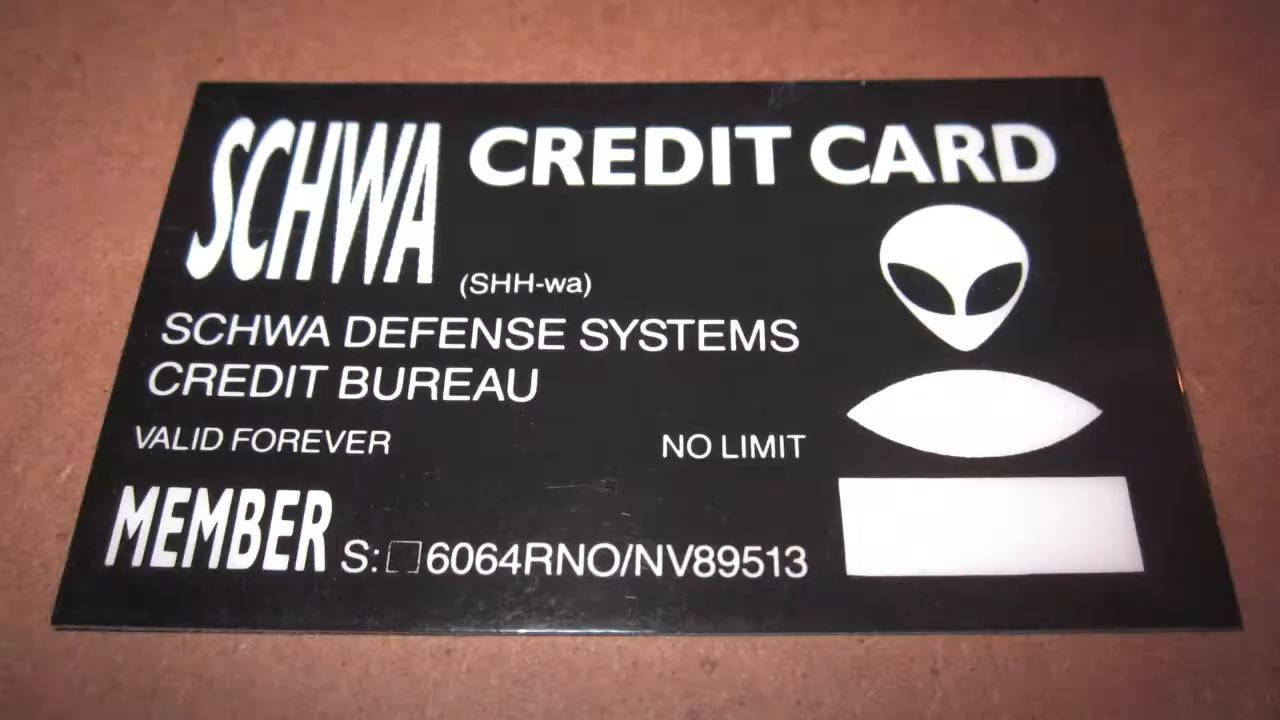 SCHWA CREDIT CARD
(SHH-wa)
SCHWA DEFENSE SYSTEMS
CREDIT BUREAU
VALID FOREVER NO LIMIT
MEMBER S:□6064RNO/NV89513